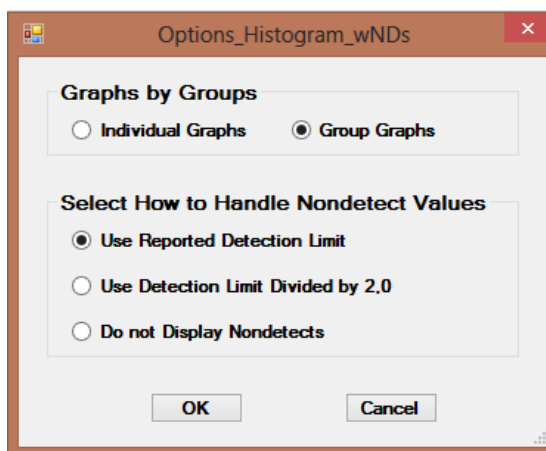 Options_Histogram_wNDs
Graphs by Groups
Individual Graphs Group Graphs
Select How to Handle Nondetect Values
Use Reported Detection Limit
Use Detection Limit Divided by 2.0
Do not Display Nondetects
OK Cancel